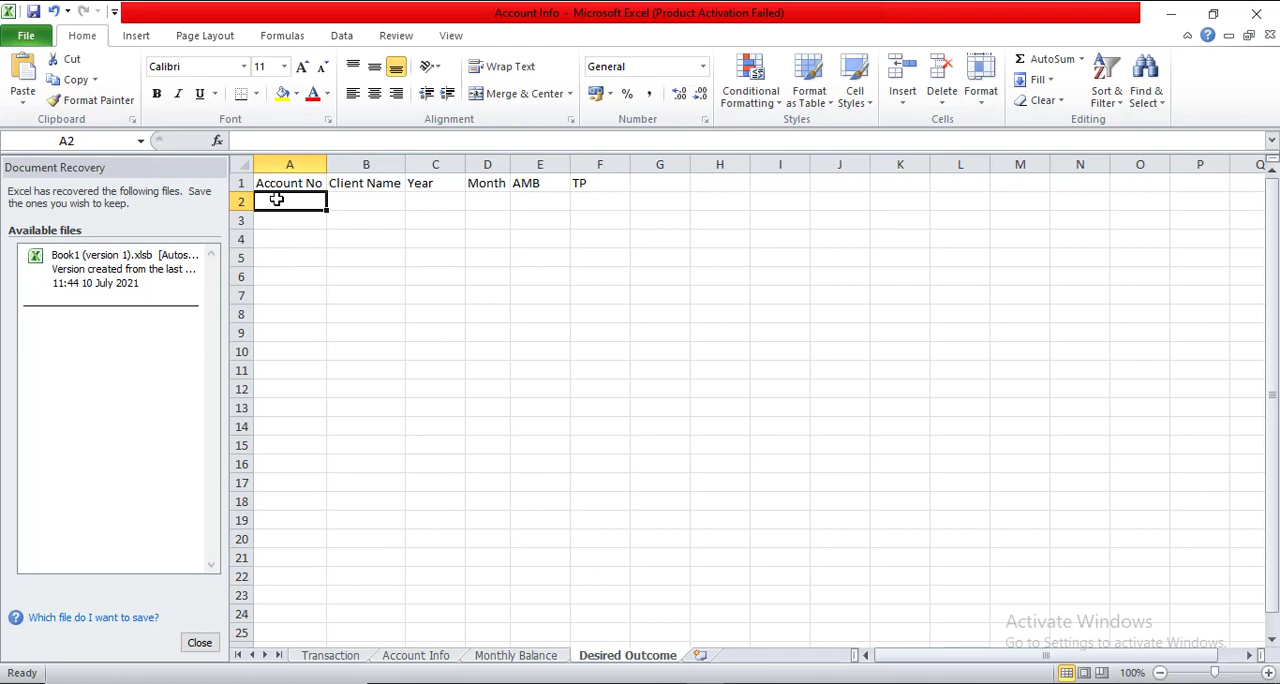 Account Info - Microsoft Excel (Product Activation Failed)
File Home Insert Page Layout Formulas Data Review View
Paste Cut Copy Format Painter Clipboard
Calibri 11 B I U A Font
Wrap Text Merge & Center Alignment
General % , Number
Conditional Formatting Format as Table Cell Styles Styles
Insert Delete Format Cells
Σ AutoSum Fill Clear Sort & Filter Find & Select Editing
A2 fx
Document Recovery
Excel has recovered the following files. Save
the ones you wish to keep.
Available files
Book1 (version 1).xlsb [Autos...
Version created from the last ...
11:44 10 July 2021
Which file do I want to save?
Close
A B C D E F G H I J K L M N O P Q
1 Account No Client Name Year Month AMB TP
2
3
4
5
6
7
8
9
10
11
12
13
14
15
16
17
18
19
20
21
22
23
24
25
Activate Windows
Go to Settings to activate Windows.
Transaction Account Info Monthly Balance Desired Outcome
Ready 100%